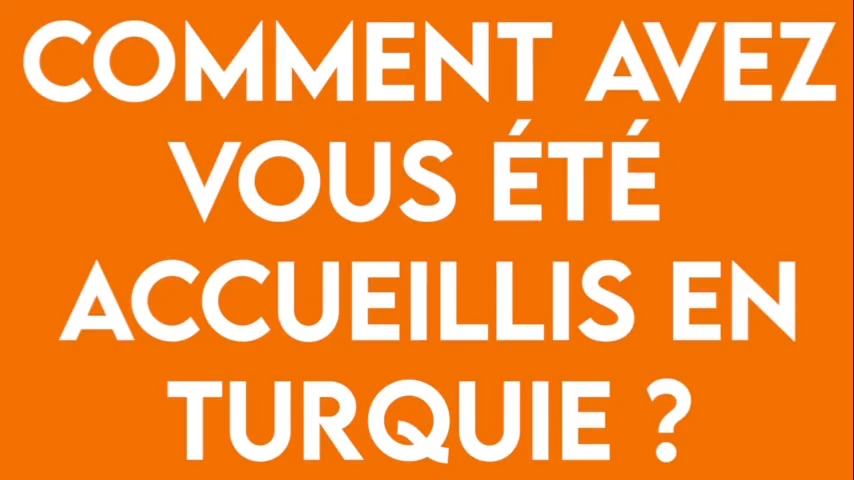 COMMENT AVEZ
VOUS ÉTÉ
ACCUEILLIS EN
TURQUIE ?